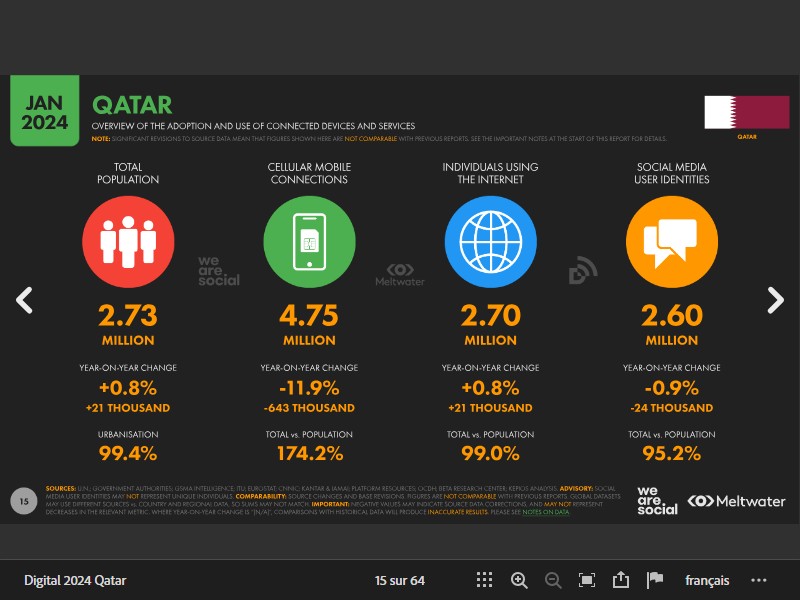 JAN
2024
QATAR
OVERVIEW OF THE ADOPTION AND USE OF CONNECTED DEVICES AND SERVICES
NOTE: SIGNIFICANT REVISIONS TO SOURCE DATA MEAN THAT FIGURES SHOWN HERE ARE NOT COMPARABLE WITH PREVIOUS REPORTS. SEE THE IMPORTANT NOTES AT THE START OF THIS REPORT FOR DETAILS.
QATAR
TOTAL
POPULATION
CELLULAR MOBILE
CONNECTIONS
INDIVIDUALS USING
THE INTERNET
SOCIAL MEDIA
USER IDENTITIES
we
are.
social
Meltwater
2.73
MILLION
4.75
MILLION
2.70
MILLION
2.60
MILLION
YEAR-ON-YEAR CHANGE
+0.8%
+21 THOUSAND
YEAR-ON-YEAR CHANGE
-11.9%
-643 THOUSAND
YEAR-ON-YEAR CHANGE
+0.8%
+21 THOUSAND
YEAR-ON-YEAR CHANGE
-0.9%
-24 THOUSAND
URBANISATION
99.4%
TOTAL vs. POPULATION
174.2%
TOTAL vs. POPULATION
99.0%
TOTAL vs. POPULATION
95.2%
15
SOURCES: U.N.; GOVERNMENT AUTHORITIES; GSMA INTELLIGENCE; ITU; EUROSTAT; CNNIC; KANTAR & IAMAI; PLATFORM RESOURCES; OCDH; BETA RESEARCH CENTER; KEPIOS ANALYSIS. ADVISORY: SOCIAL
MEDIA USER IDENTITIES MAY NOT REPRESENT UNIQUE INDIVIDUALS. COMPARABILITY: SOURCE CHANGES AND BASE REVISIONS. FIGURES ARE NOT COMPARABLE WITH PREVIOUS REPORTS. GLOBAL DATASETS
MAY USE DIFFERENT SOURCES vs. COUNTRY AND REGIONAL DATA, SO SUMS MAY NOT MATCH. IMPORTANT: NEGATIVE VALUES MAY INDICATE SOURCE DATA CORRECTIONS, AND MAY NOT REPRESENT
DECREASES IN THE RELEVANT METRIC. WHERE YEAR-ON-YEAR CHANGE IS "[N/A]", COMPARISONS WITH HISTORICAL DATA WILL PRODUCE INACCURATE RESULTS. PLEASE SEE NOTES ON DATA.
we
are.
social
Meltwater
Digital 2024 Qatar
15 sur 64
français